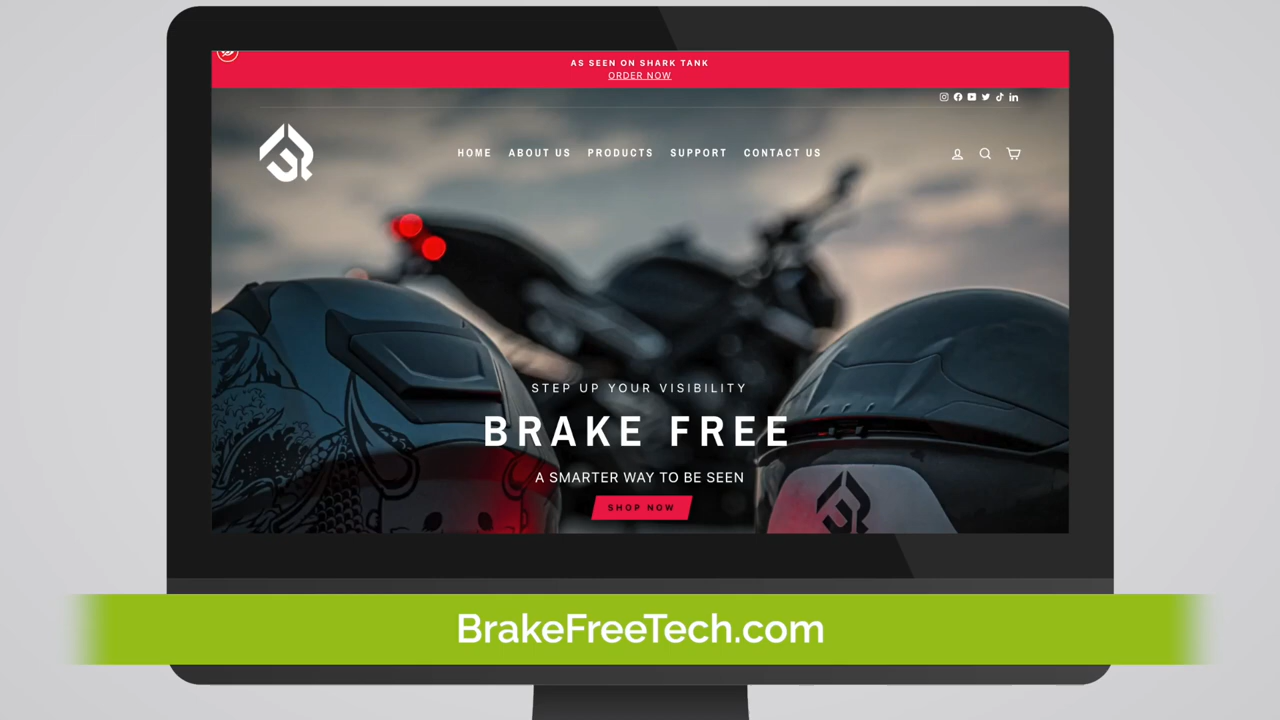 AS SEEN ON SHARK TANK
ORDER NOW
HOME ABOUT US PRODUCTS SUPPORT CONTACT US
STEP UP YOUR VISIBILITY
BRAKE FREE
A SMARTER WAY TO BE SEEN
SHOP NOW
BrakeFreeTech.com